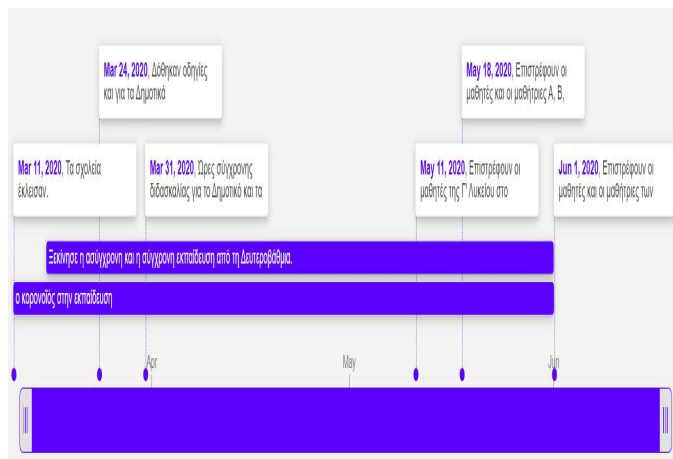 Mar 24, 2020, Δόθηκαν οδηγίες
και για τα Δημοτικά
May 18, 2020, Επιστρέφουν οι
μαθητές και οι μαθήτριες Α, Β,
Mar 11, 2020, Τα σχολεία
έκλεισαν.
Mar 31, 2020, Ώρες σύγχρονης
διδασκαλίας για το Δημοτικό και τα
May 11, 2020, Επιστρέφουν οι
μαθητές της Γ' Λυκείου στο
Jun 1, 2020, Επιστρέφουν οι
μαθητές και οι μαθήτριες των
Ξεκίνησε η ασύγχρονη και η σύγχρονη εκπαίδευση από τη Δευτεροβάθμια.
ο κορονοϊός στην εκπαίδευση
Apr
May
Jun